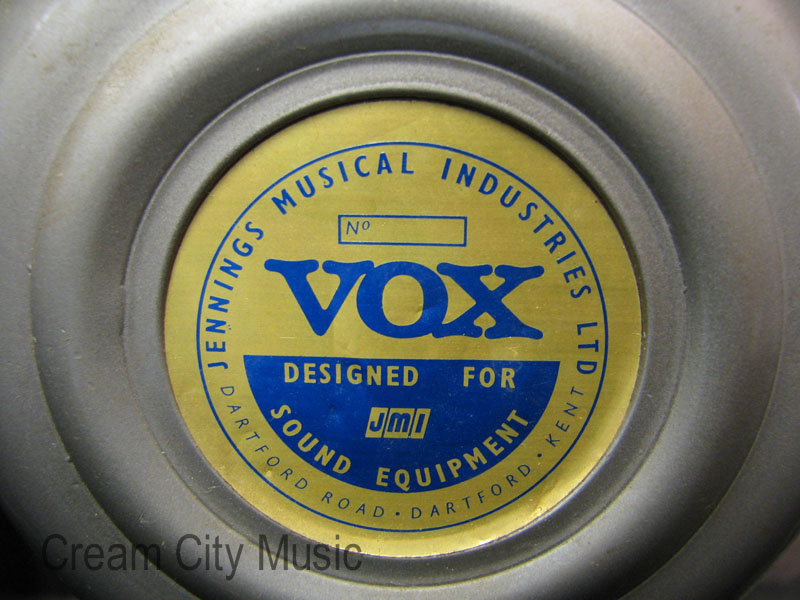 JENNINGS MUSICAL INDUSTRIES LTD
Nº
VOX
DESIGNED FOR
JMI
SOUND EQUIPMENT
DARTFORD ROAD · DARTFORD · KENT
Cream City Music